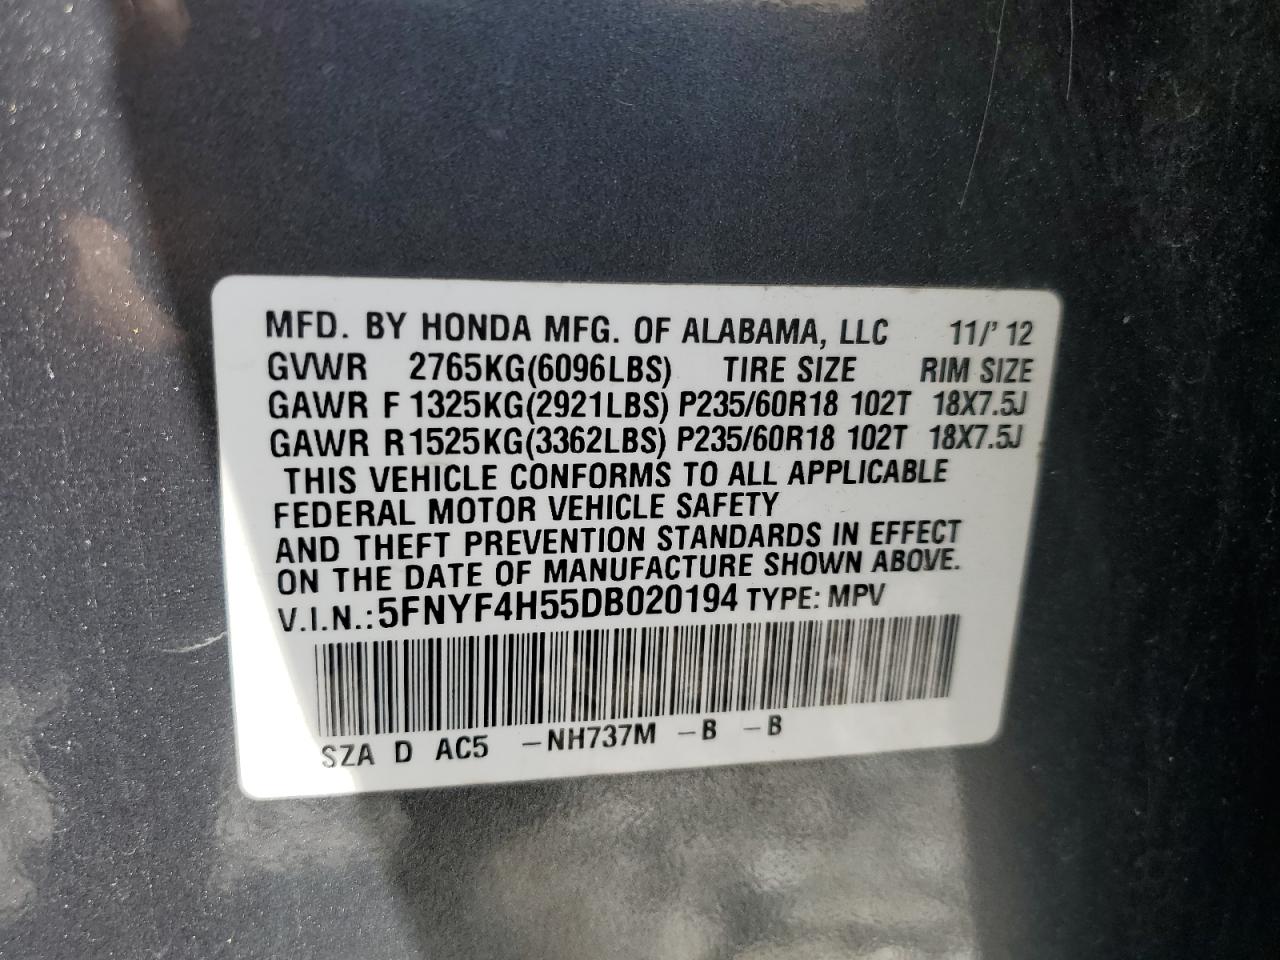 MFD. BY HONDA MFG. OF ALABAMA, LLC 11/' 12
GVWR 2765KG(6096LBS) TIRE SIZE RIM SIZE
GAWR F 1325KG(2921LBS) P235/60R18 102T 18X7.5J
GAWR R 1525KG(3362LBS) P235/60R18 102T 18X7.5J
THIS VEHICLE CONFORMS TO ALL APPLICABLE
FEDERAL MOTOR VEHICLE SAFETY
AND THEFT PREVENTION STANDARDS IN EFFECT
ON THE DATE OF MANUFACTURE SHOWN ABOVE.
V.I.N.: 5FNYF4H55DB020194 TYPE: MPV
SZA D AC5 -NH737M -B -B